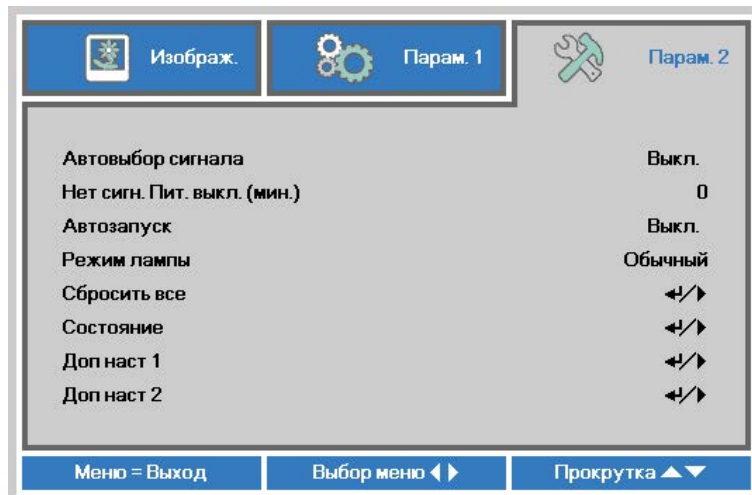 Изображ. Парам. 1 Парам. 2
Автовыбор сигнала Выкл.
Нет сигн. Пит. выкл. (мин.) 0
Автозапуск Выкл.
Режим лампы Обычный
Сбросить все
Состояние
Доп наст 1
Доп наст 2
Меню = Выход Выбор меню Прокрутка